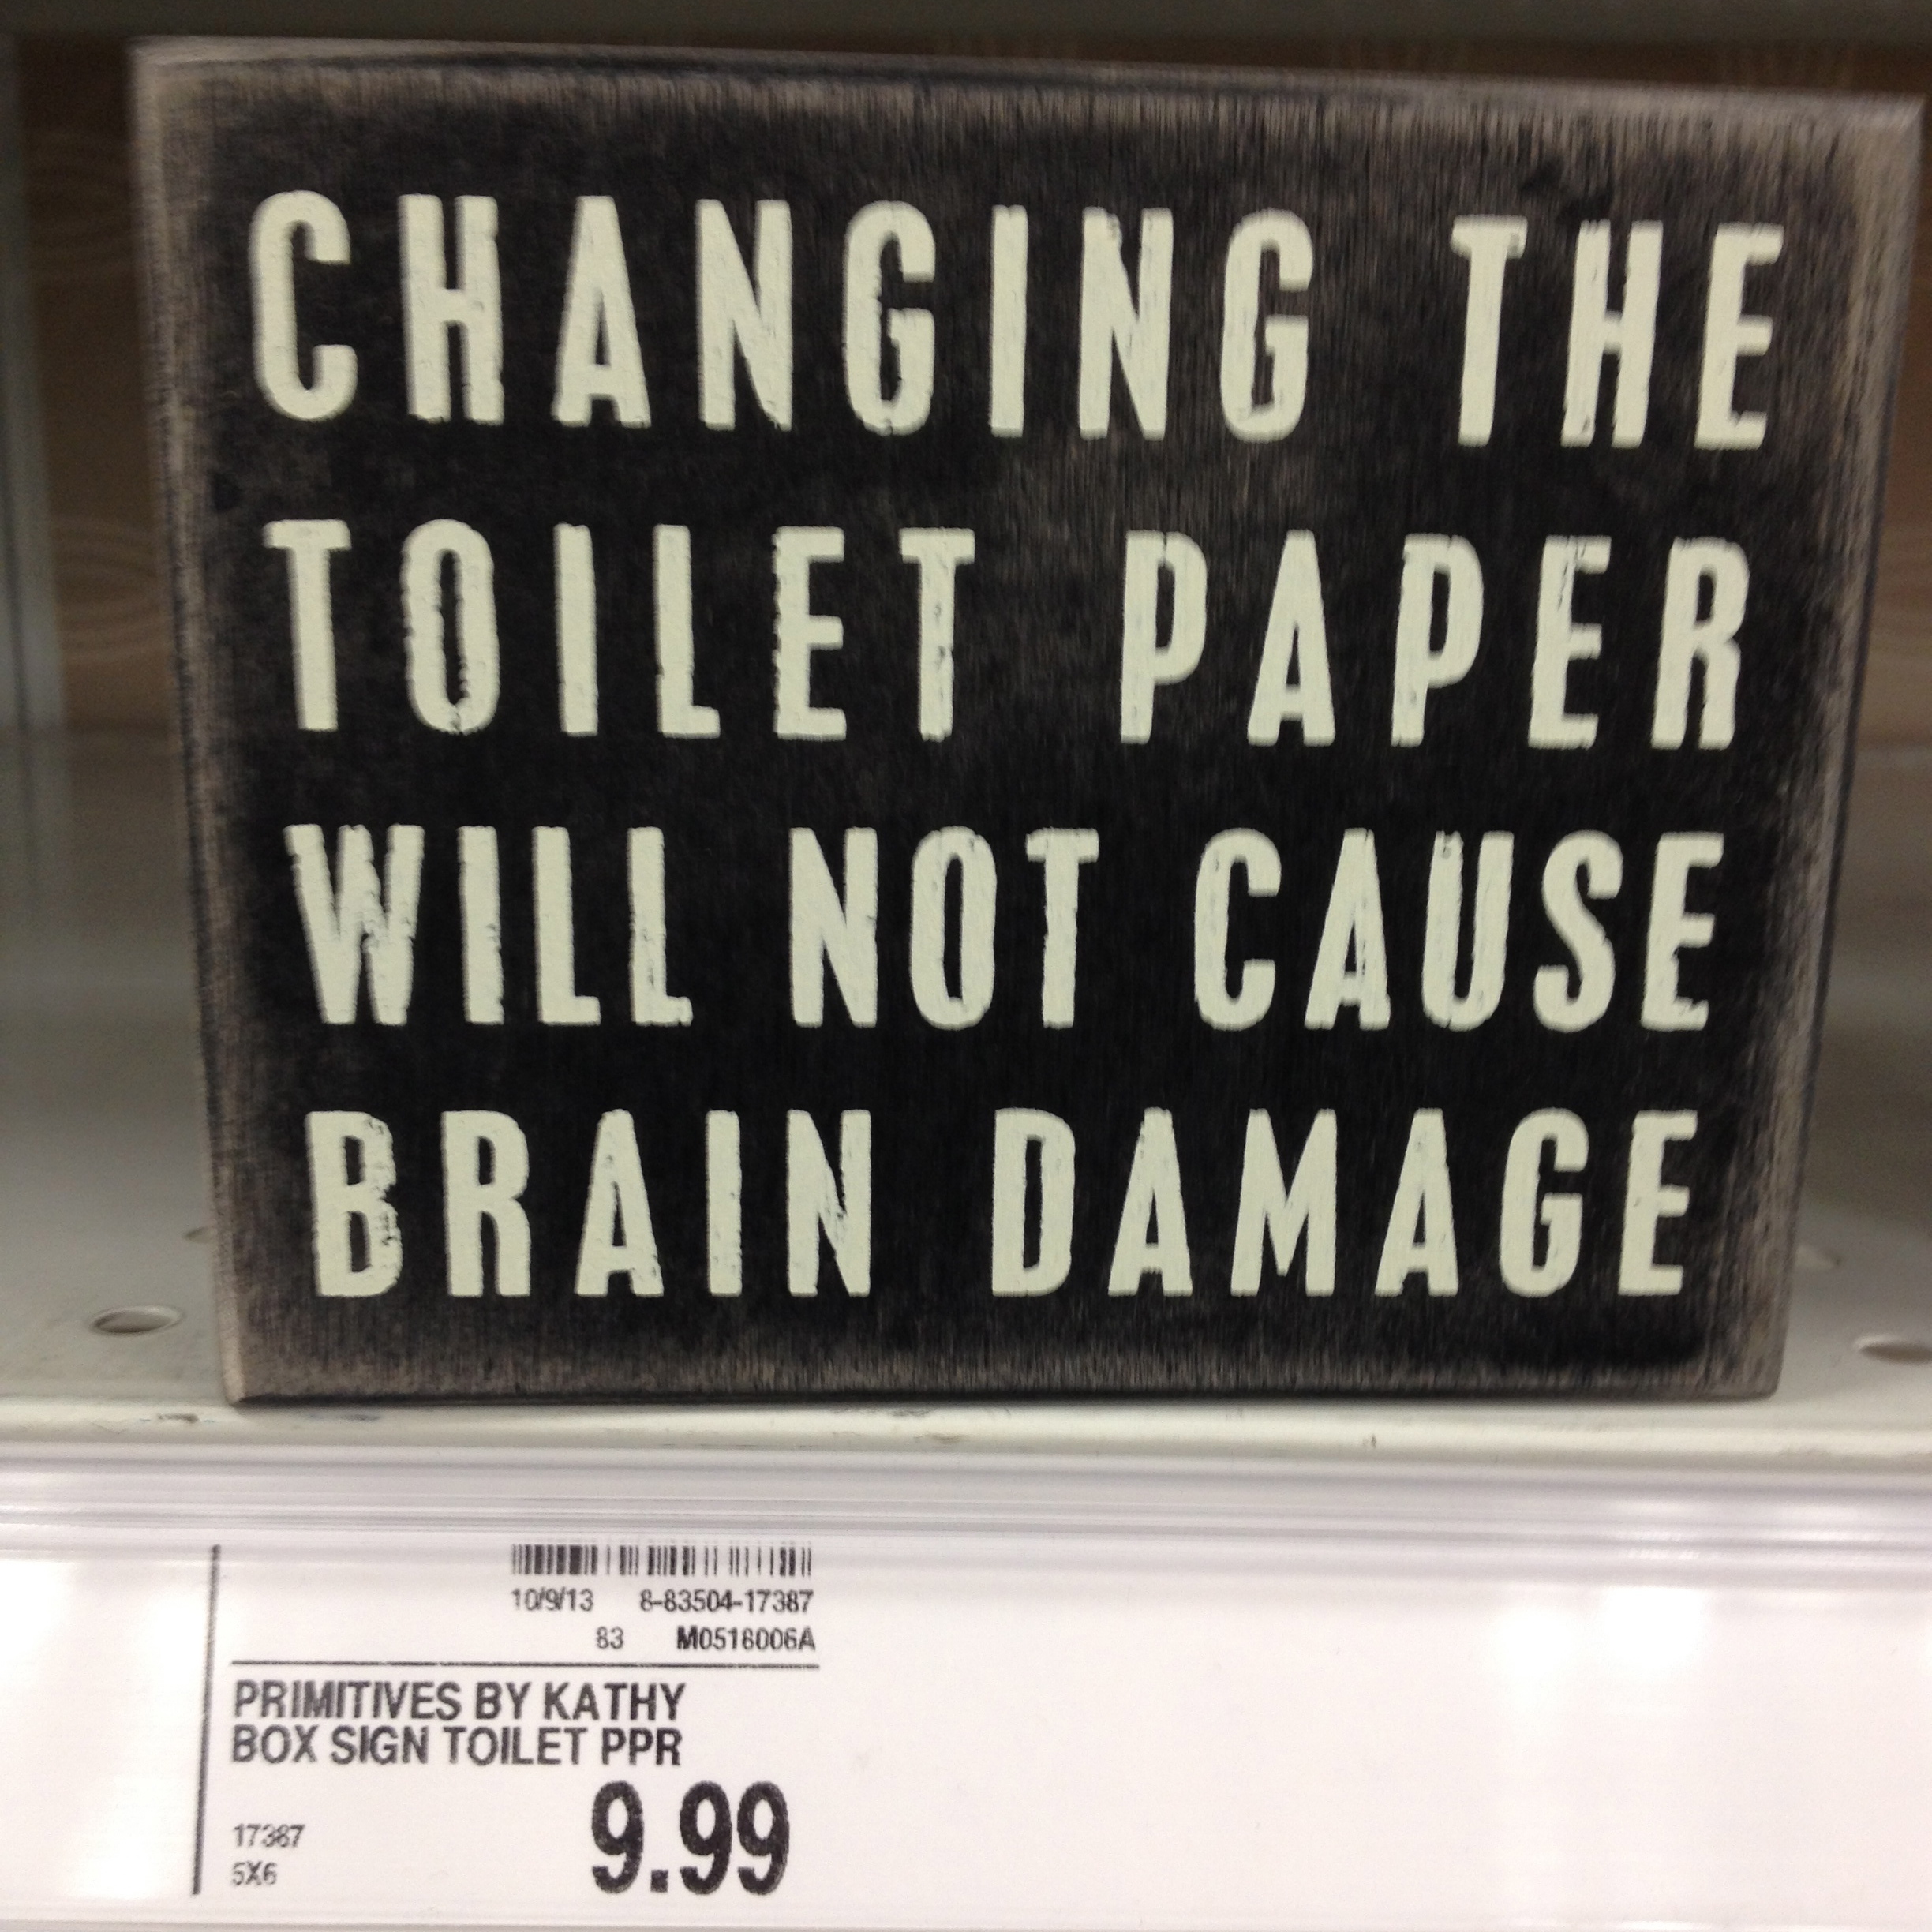 CHANGING THE
TOILET PAPER
WILL NOT CAUSE
BRAIN DAMAGE
10/9/13 8-83504-17387
83 M0518006A
PRIMITIVES BY KATHY
BOX SIGN TOILET PPR
9.99
17387
5X6